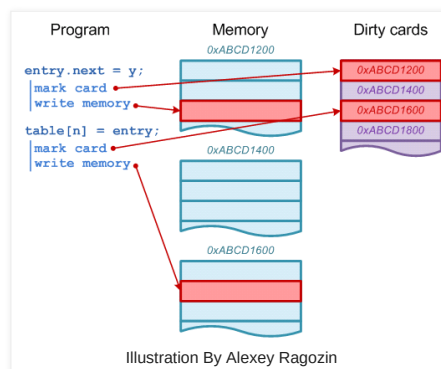 Program
Memory
Dirty cards
0xABCD1200
entry.next = y;
mark card
write memory
table[n] = entry;
mark card
write memory
0xABCD1400
0xABCD1600
0xABCD1200
0xABCD1400
0xABCD1600
0xABCD1800
Illustration By Alexey Ragozin